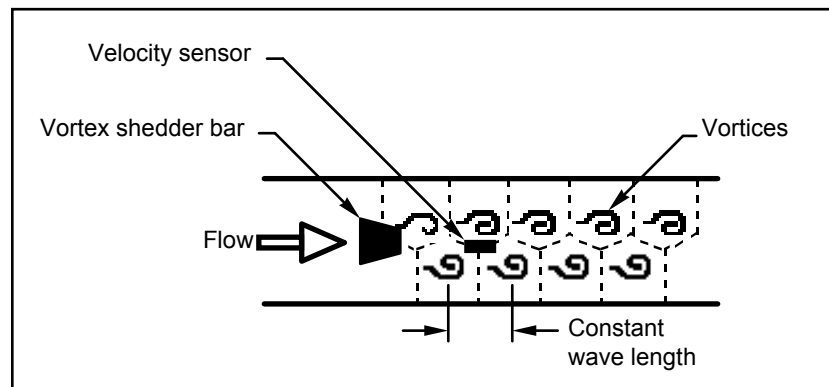 Velocity sensor
Vortex shedder bar
Vortices
Flow
Constant
wave length